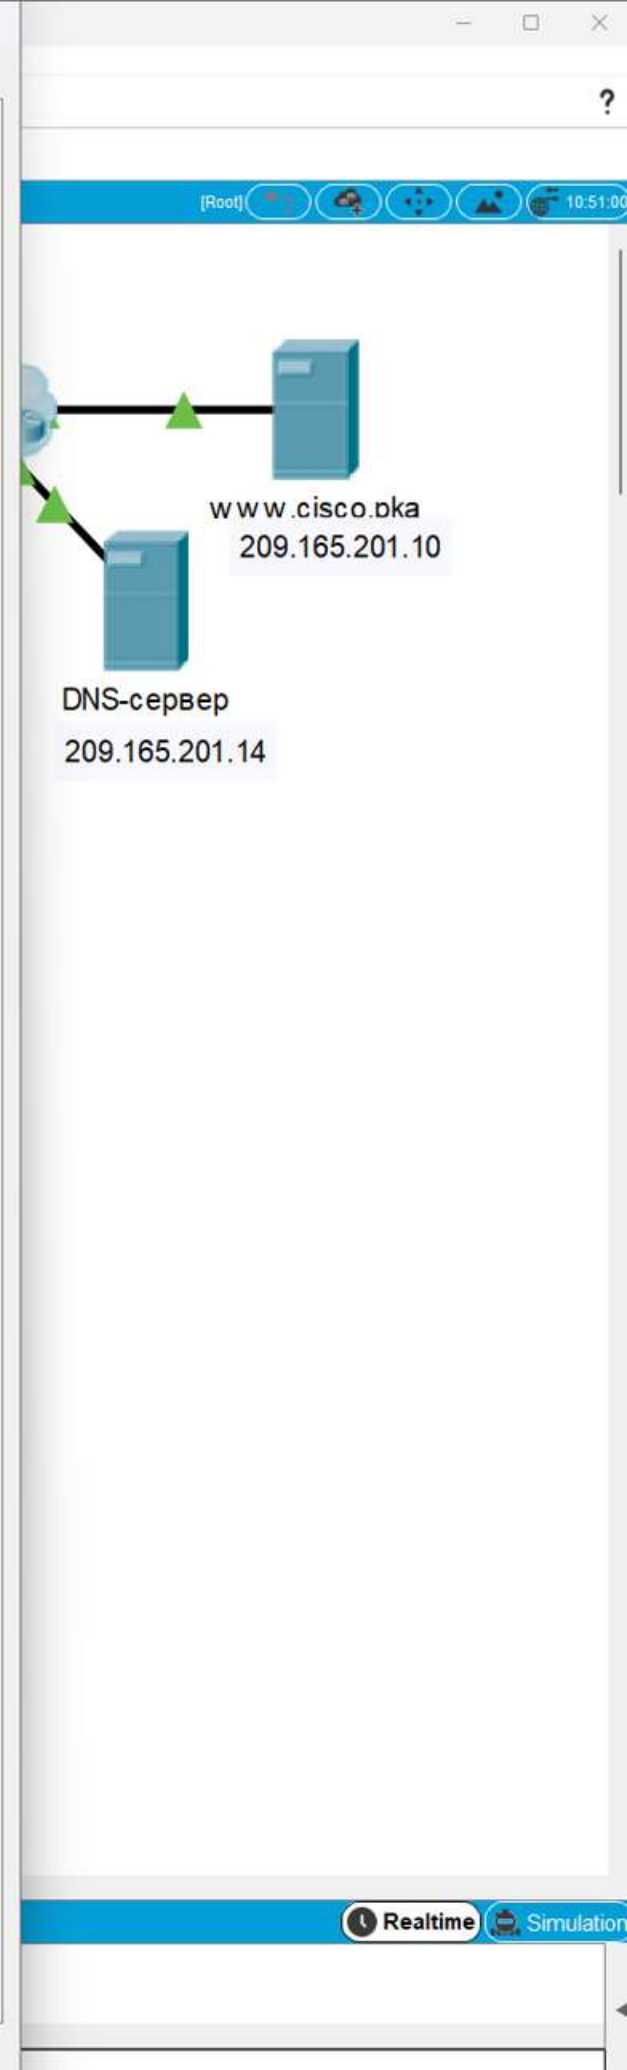 ?
[Root]
10:51:00
www.cisco.pka
209.165.201.10
DNS-сервер
209.165.201.14
Realtime
Simulation